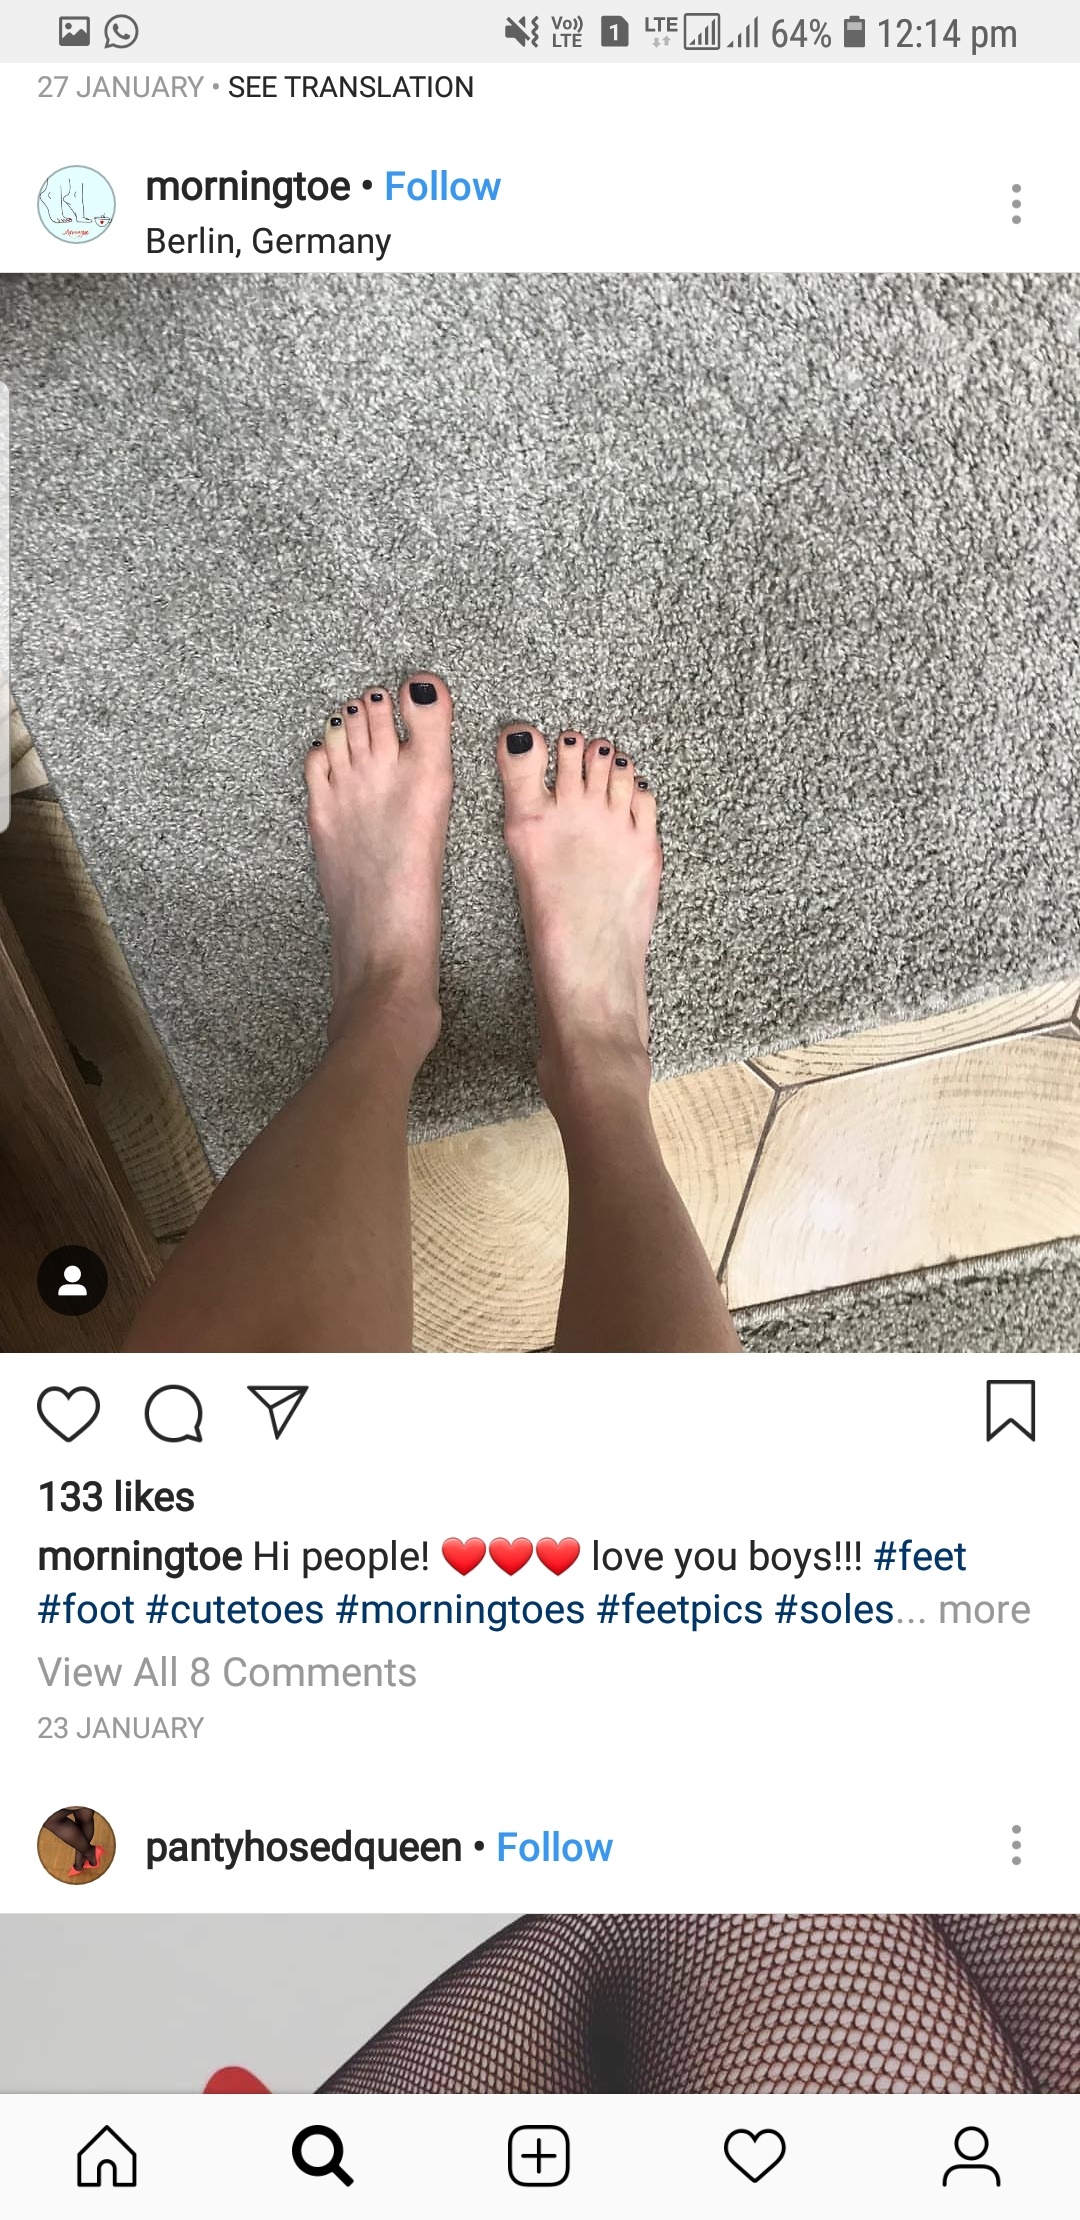 Vo)) LTE 1 LTE 64% 12:14 pm
27 JANUARY • SEE TRANSLATION
morningtoe • Follow
Berlin, Germany
133 likes
morningtoe Hi people! ❤️❤️❤️ love you boys!!! #feet
#foot #cutetoes #morningtoes #feetpics #soles... more
View All 8 Comments
23 JANUARY
pantyhosedqueen • Follow